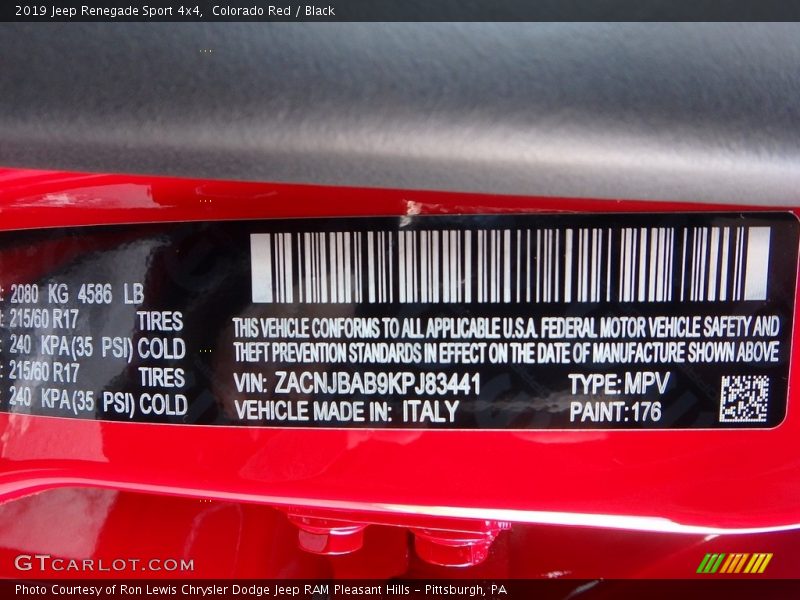 2019 Jeep Renegade Sport 4x4,  Colorado Red / Black
: 2080 KG 4586 LB
: 215/60 R17 TIRES
: 240 KPA(35 PSI) COLD
: 215/60 R17 TIRES
: 240 KPA(35 PSI) COLD
THIS VEHICLE CONFORMS TO ALL APPLICABLE U.S.A. FEDERAL MOTOR VEHICLE SAFETY AND
THEFT PREVENTION STANDARDS IN EFFECT ON THE DATE OF MANUFACTURE SHOWN ABOVE
VIN: ZACNJBAB9KPJ83441 TYPE: MPV
VEHICLE MADE IN: ITALY PAINT: 176
GTCARLOT.COM
Photo Courtesy of Ron Lewis Chrysler Dodge Jeep RAM Pleasant Hills - Pittsburgh, PA